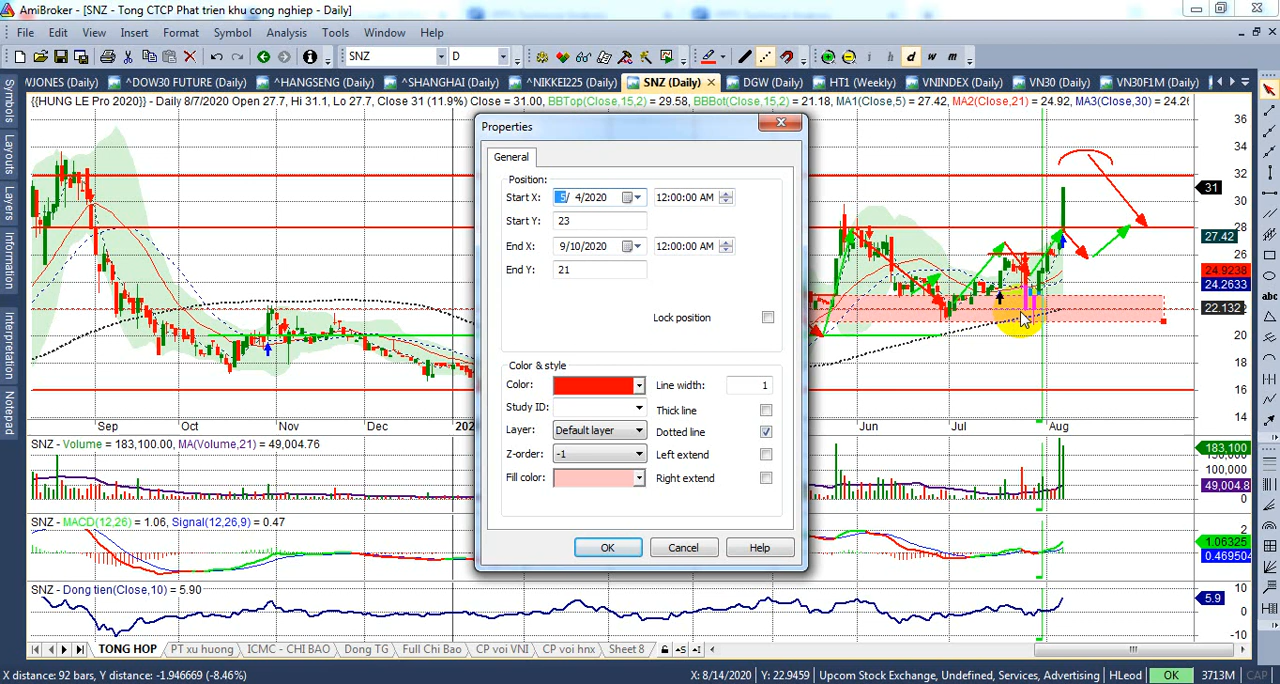 AmiBroker - [SNZ - Tong CTCP Phat trien khu cong nghiep - Daily]
File Edit View Insert Format Symbol Analysis Tools Window Help
SNZ D
i h d w m
WJONES (Daily) ^DOW30 FUTURE (Daily) ^HANGSENG (Daily) ^SHANGHAI (Daily) ^NIKKEI225 (Daily) SNZ (Daily) DGW (Daily) HT1 (Weekly) VNINDEX (Daily) VN30 (Daily) VN30F1M (Daily)
{{HUNG LE Pro 2020}} - Daily 8/7/2020 Open 27.7, Hi 31.1, Lo 27.7, Close 31 (11.9%) Close = 31.00, BBTop(Close,15,2) = 29.58, BBBot(Close,15,2) = 21.18, MA1(Close,5) = 27.42, MA2(Close,21) = 24.92, MA3(Close,30) = 24.26
Symbols
Layouts
Layers
Information
Interpretation
Notepad
Properties
General
Position:
Start X: 5/ 4/2020 12:00:00 AM
Start Y: 23
End X: 9/10/2020 12:00:00 AM
End Y: 21
Lock position
Color & style
Color: Line width: 1
Study ID: Thick line
Layer: Default layer Dotted line
Z-order: -1 Left extend
Fill color: Right extend
OK Cancel Help
36
34
32
31
28
27.42
26
24.9238
24.2633
22.132
20
18
16
14
abc
Sep Oct Nov Dec Jun Jul Aug
SNZ - Volume = 183,100.00, MA(Volume,21) = 49,004.76
183,100
150,000
100,000
49,004.8
0
SNZ - MACD(12,26) = 1.06, Signal(12,26,9) = 0.47
2
1.06325
0.469504
SNZ - Dong tien(Close,10) = 5.90
10
5.9
0
-10
TONG HOP PT xu huong ICMC - CHI BAO Dong TG Full Chi Bao CP voi VNI CP voi hnx Sheet 8
X distance: 92 bars, Y distance: -1.946669 (-8.46%) X: 8/14/2020 Y: 22.9459 Upcom Stock Exchange, Undefined, Services, Advertising HLeod OK 3713M CAP